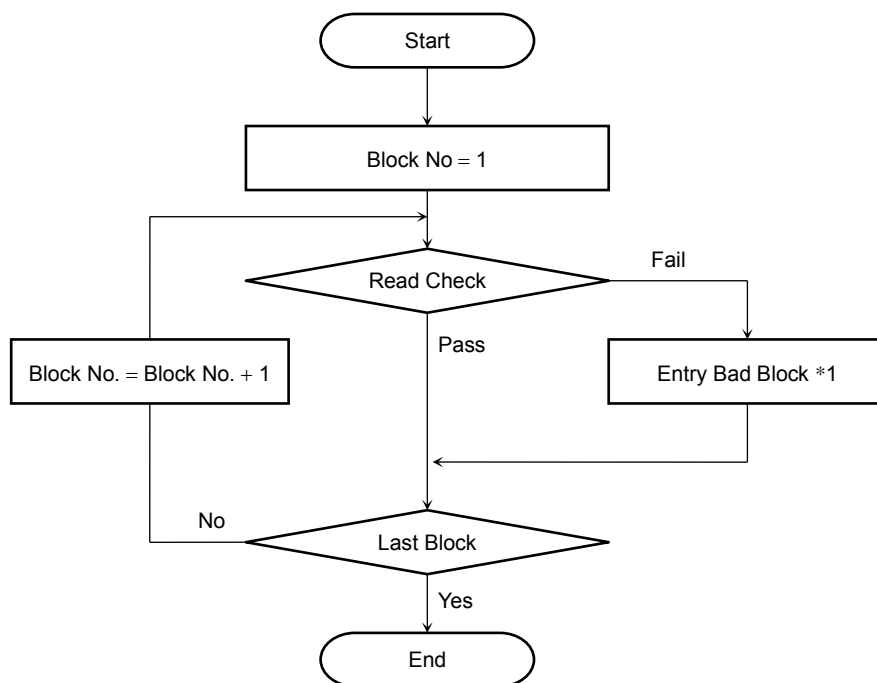 Start
Block No = 1
Read Check
Fail
Pass
Block No. = Block No. + 1
Entry Bad Block *1
No
Last Block
Yes
End